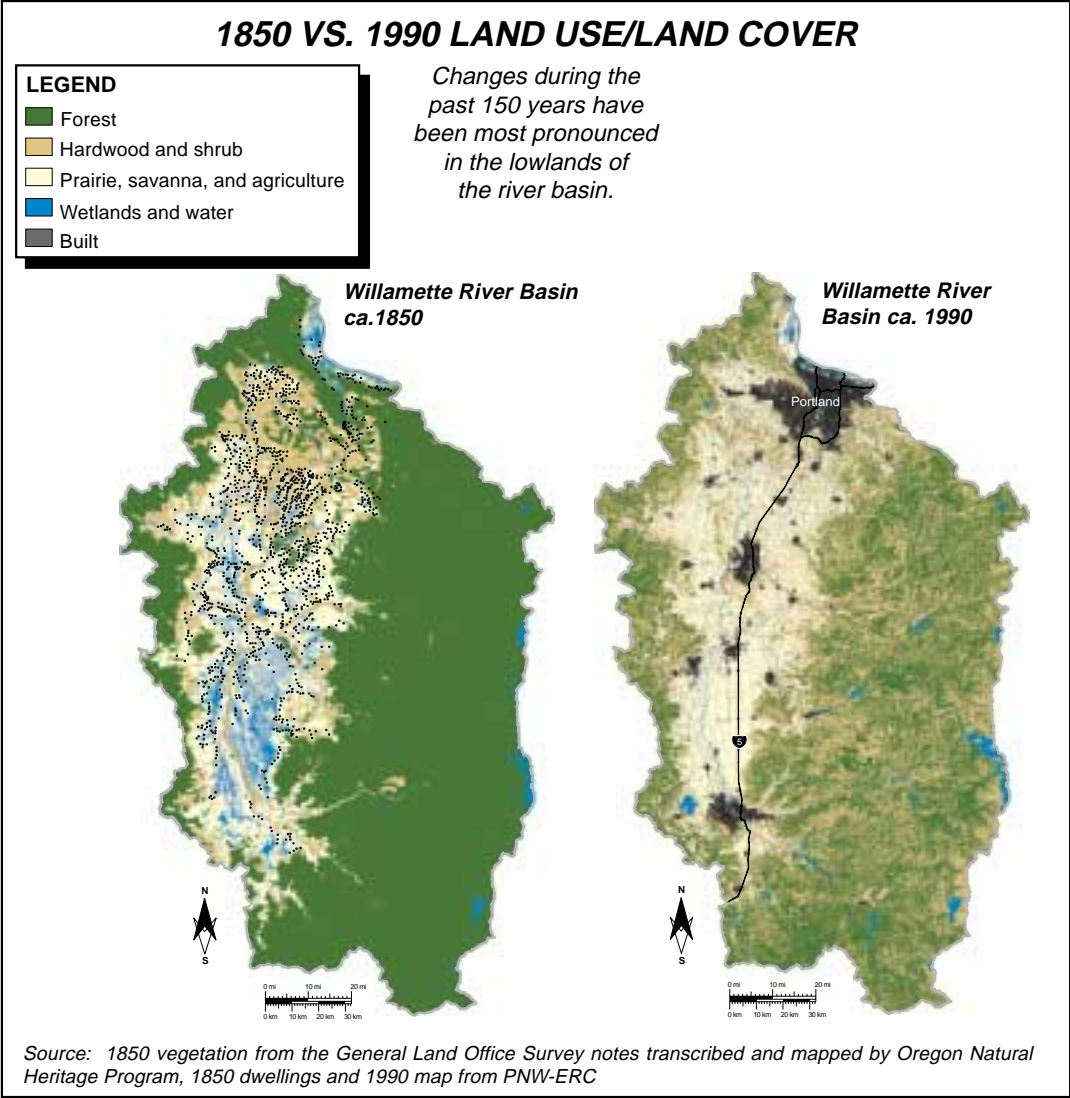 1850 VS. 1990 LAND USE/LAND COVER
LEGEND
Forest
Hardwood and shrub
Prairie, savanna, and agriculture
Wetlands and water
Built
Changes during the
past 150 years have
been most pronounced
in the lowlands of
the river basin.
Willamette River Basin
ca.1850
N
S
0 mi 10 mi 20 mi
0 km 10 km 20 km 30 km
Willamette River
Basin ca. 1990
Portland
5
N
S
0 mi 10 mi 20 mi
0 km 10 km 20 km 30 km
Source: 1850 vegetation from the General Land Office Survey notes transcribed and mapped by Oregon Natural
Heritage Program, 1850 dwellings and 1990 map from PNW-ERC